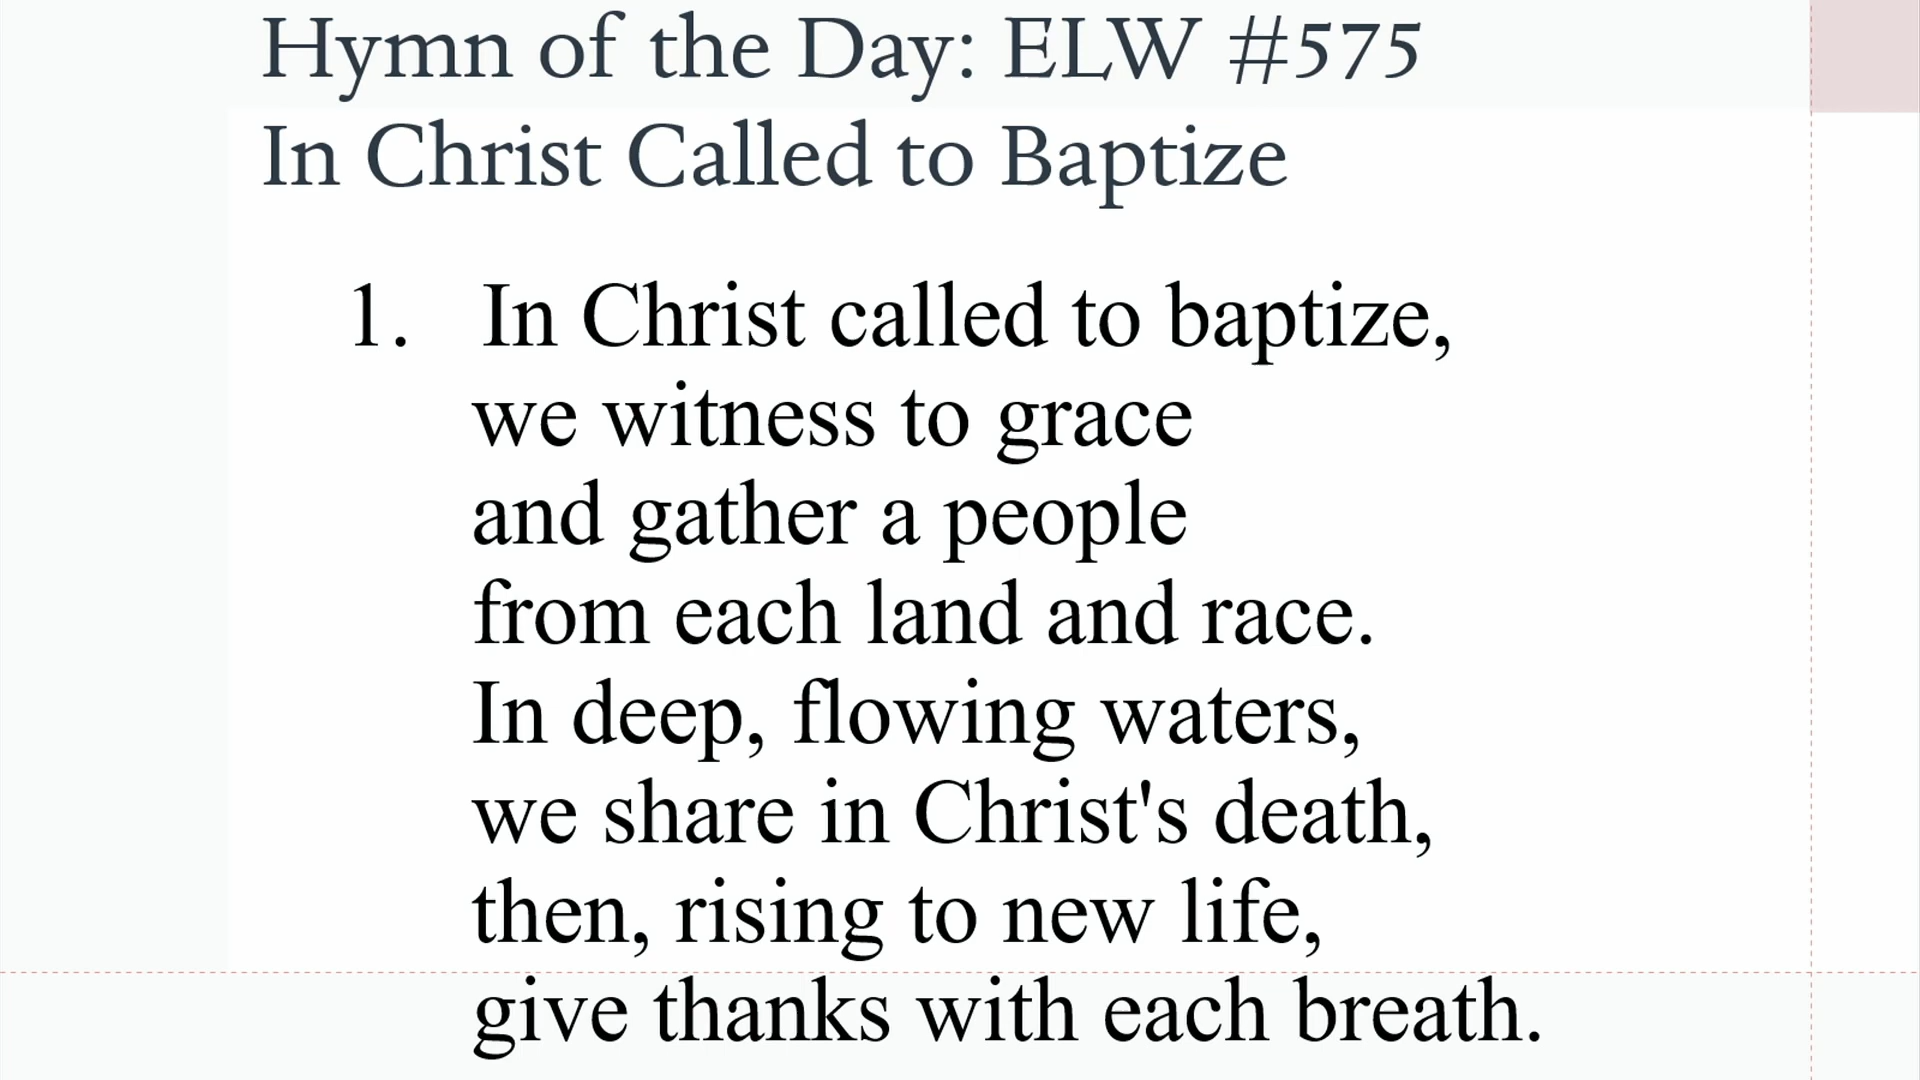 Hymn of the Day: ELW #575
In Christ Called to Baptize
1. In Christ called to baptize,
we witness to grace
and gather a people
from each land and race.
In deep, flowing waters,
we share in Christ's death,
then, rising to new life,
give thanks with each breath.